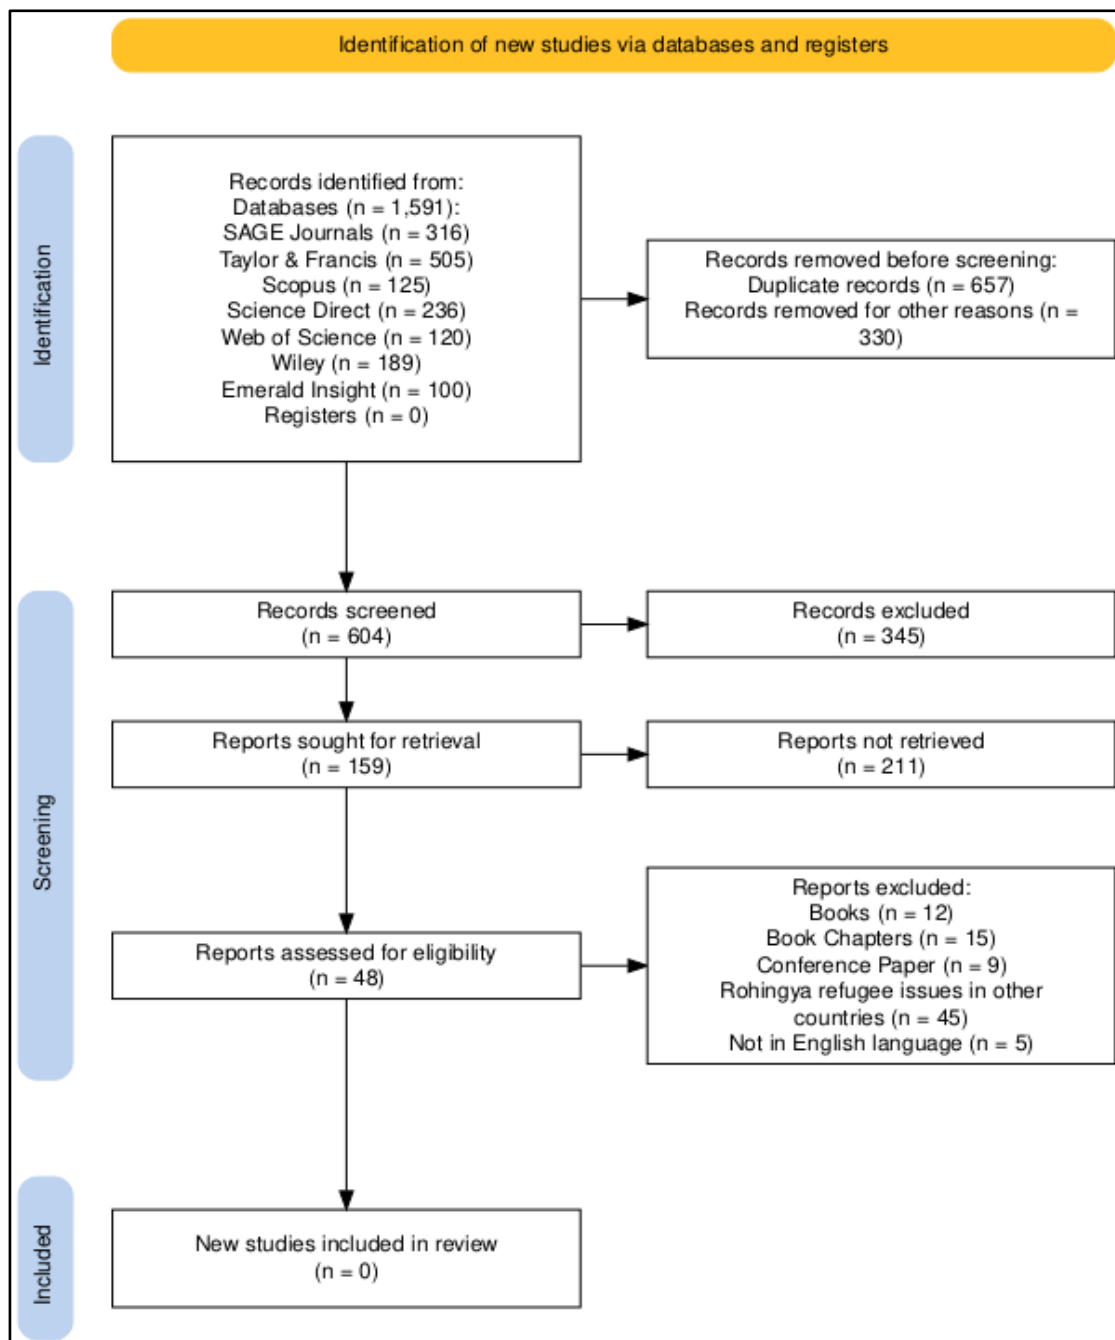 Identification of new studies via databases and registers
Identification
Records identified from:
Databases (n = 1,591):
SAGE Journals (n = 316)
Taylor & Francis (n = 505)
Scopus (n = 125)
Science Direct (n = 236)
Web of Science (n = 120)
Wiley (n = 189)
Emerald Insight (n = 100)
Registers (n = 0)
Records removed before screening:
Duplicate records (n = 657)
Records removed for other reasons (n =
330)
Screening
Records screened
(n = 604)
Records excluded
(n = 345)
Reports sought for retrieval
(n = 159)
Reports not retrieved
(n = 211)
Reports assessed for eligibility
(n = 48)
Reports excluded:
Books (n = 12)
Book Chapters (n = 15)
Conference Paper (n = 9)
Rohingya refugee issues in other
countries (n = 45)
Not in English language (n = 5)
Included
New studies included in review
(n = 0)